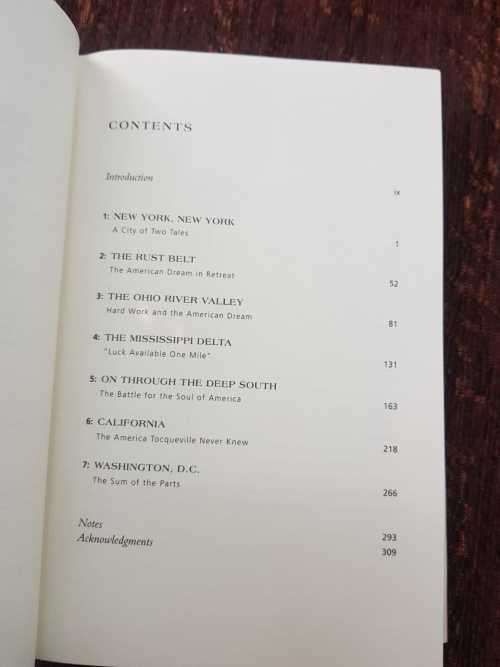 CONTENTS
Introduction ix
1: NEW YORK, NEW YORK
A City of Two Tales 1
2: THE RUST BELT
The American Dream in Retreat 52
3: THE OHIO RIVER VALLEY
Hard Work and the American Dream 81
4: THE MISSISSIPPI DELTA
"Luck Available One Mile" 131
5: ON THROUGH THE DEEP SOUTH
The Battle for the Soul of America 163
6: CALIFORNIA
The America Tocqueville Never Knew 218
7: WASHINGTON, D.C.
The Sum of the Parts 266
Notes 293
Acknowledgments 309